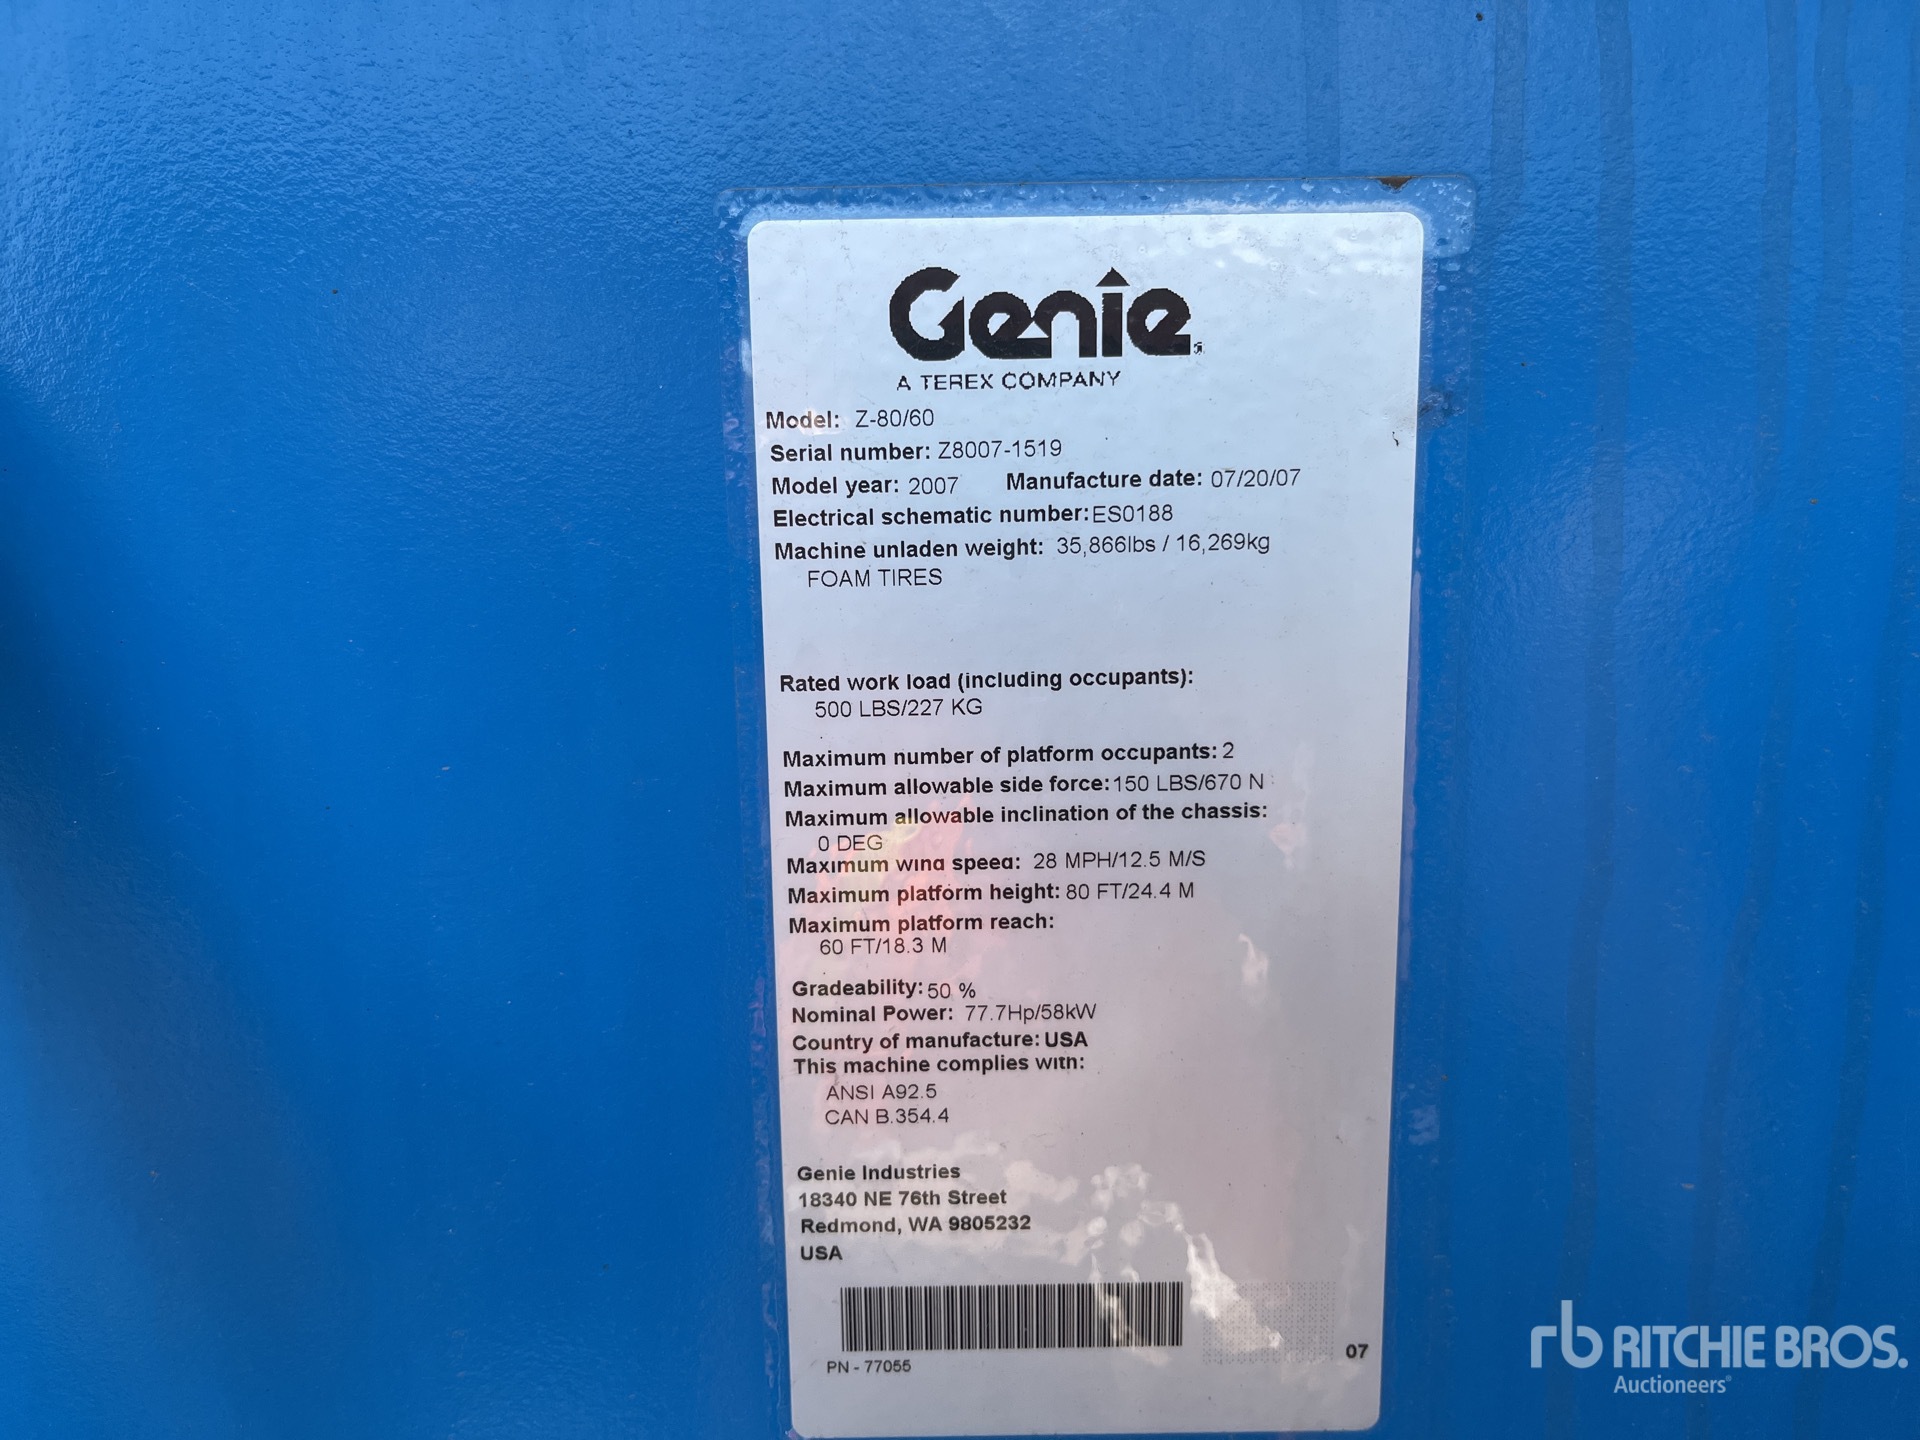 Genie
A TEREX COMPANY
Model: Z-80/60
Serial number: Z8007-1519
Model year: 2007 Manufacture date: 07/20/07
Electrical schematic number: ES0188
Machine unladen weight: 35,866lbs / 16,269kg
FOAM TIRES
Rated work load (including occupants):
500 LBS/227 KG
Maximum number of platform occupants: 2
Maximum allowable side force: 150 LBS/670 N
Maximum allowable inclination of the chassis:
0 DEG
Maximum wind speed: 28 MPH/12.5 M/S
Maximum platform height: 80 FT/24.4 M
Maximum platform reach:
60 FT/18.3 M
Gradeability: 50 %
Nominal Power: 77.7Hp/58kW
Country of manufacture: USA
This machine complies with:
ANSI A92.5
CAN B.354.4
Genie Industries
18340 NE 76th Street
Redmond, WA 9805232
USA
PN - 77055
07
rb RITCHIE BROS.
Auctioneers